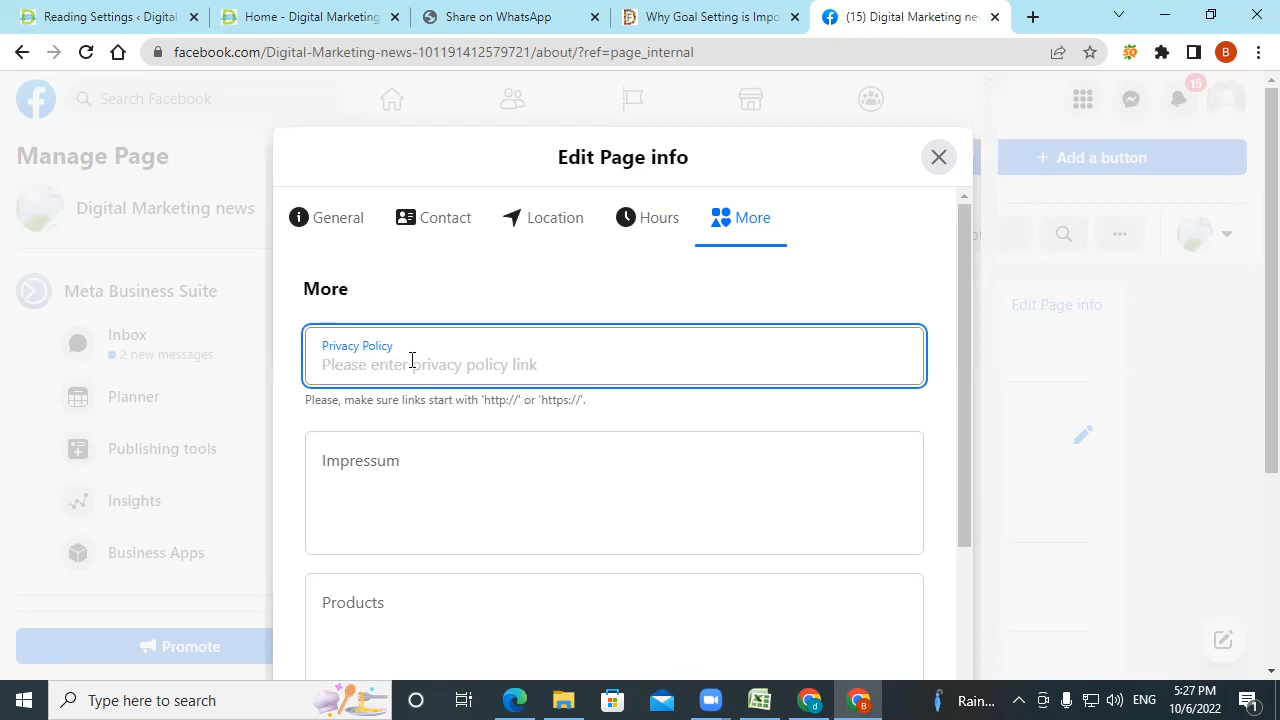 Reading Settings ‹ Digital
Home - Digital Marketing
Share on WhatsApp
Why Goal Setting is Impo
(15) Digital Marketing ne
facebook.com/Digital-Marketing-news-101191412579721/about/?ref=page_internal
B
Search Facebook
15
Manage Page
Edit Page info
+ Add a button
Digital Marketing news
General
Contact
Location
Hours
More
Meta Business Suite
More
Edit Page info
Inbox
2 new messages
Privacy Policy
Please enter privacy policy link
Planner
Please, make sure links start with 'http://' or 'https://'.
Publishing tools
Impressum
Insights
Business Apps
Products
Promote
Type here to search
Rain...
ENG
5:27 PM
10/6/2022